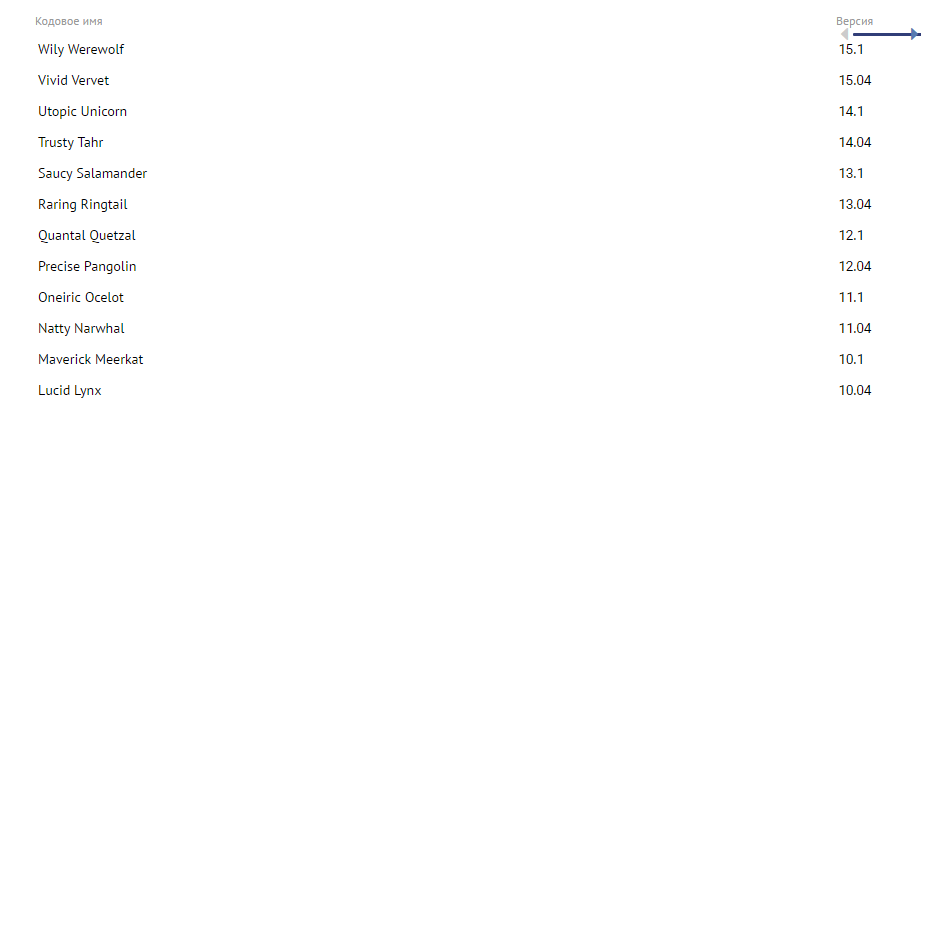 Кодовое имя Версия
Wily Werewolf 15.1
Vivid Vervet 15.04
Utopic Unicorn 14.1
Trusty Tahr 14.04
Saucy Salamander 13.1
Raring Ringtail 13.04
Quantal Quetzal 12.1
Precise Pangolin 12.04
Oneiric Ocelot 11.1
Natty Narwhal 11.04
Maverick Meerkat 10.1
Lucid Lynx 10.04